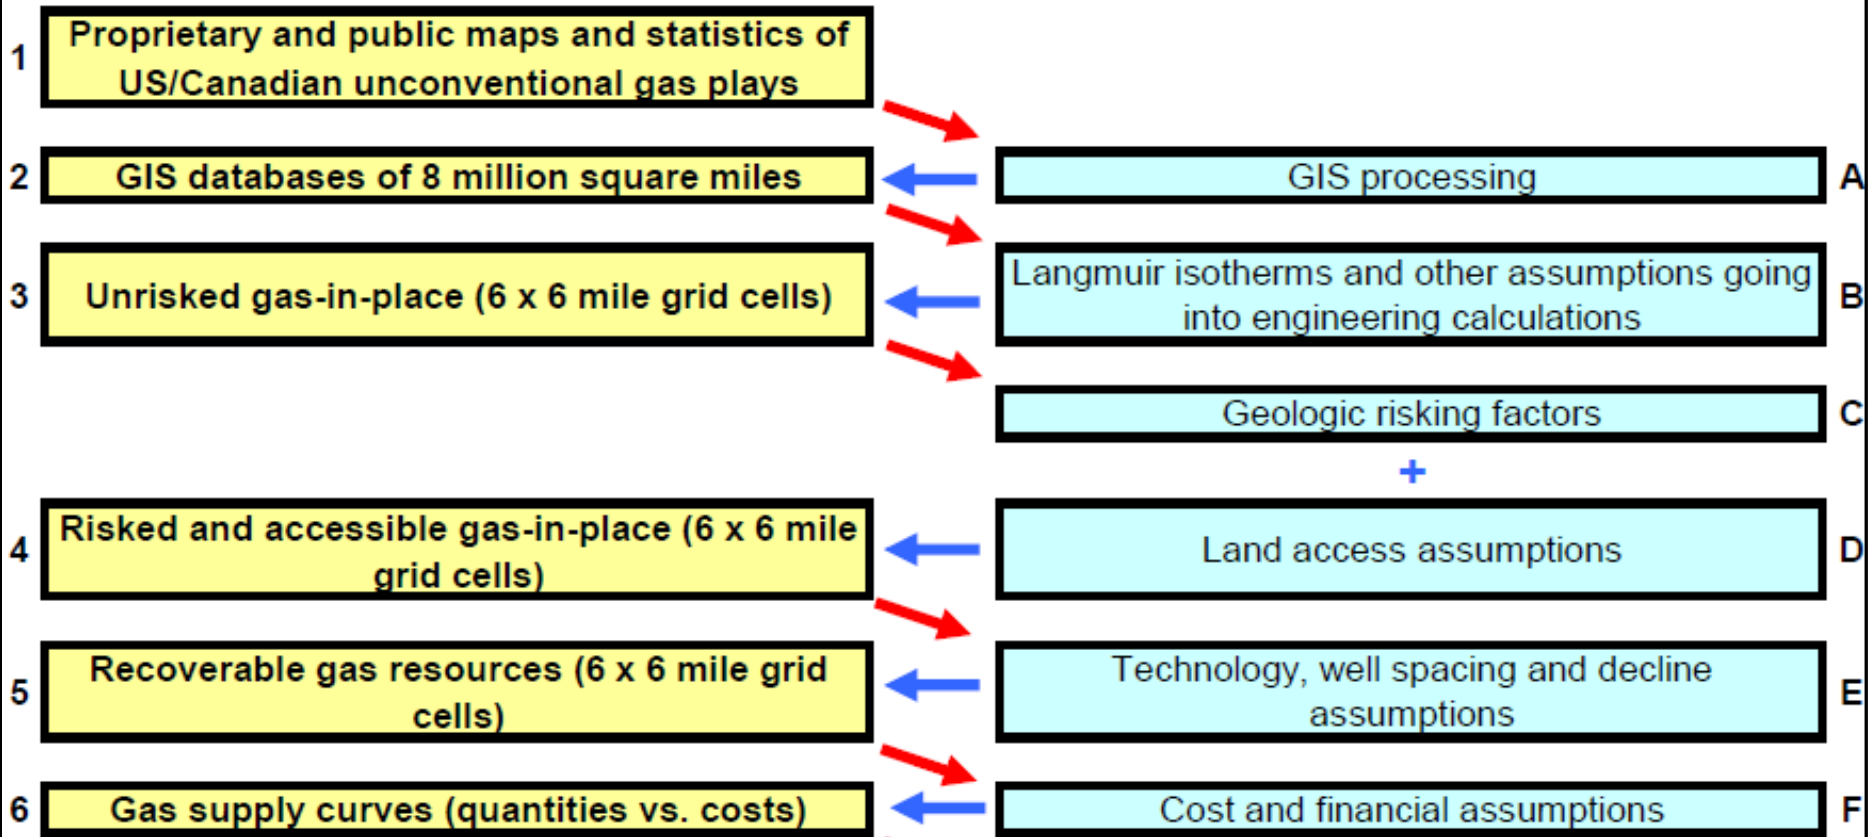 1
Proprietary and public maps and statistics of
US/Canadian unconventional gas plays
2
GIS databases of 8 million square miles
GIS processing
A
3
Unrisked gas-in-place (6 x 6 mile grid cells)
Langmuir isotherms and other assumptions going
into engineering calculations
B
Geologic risking factors
C
+
4
Risked and accessible gas-in-place (6 x 6 mile
grid cells)
Land access assumptions
D
5
Recoverable gas resources (6 x 6 mile grid
cells)
Technology, well spacing and decline
assumptions
E
6
Gas supply curves (quantities vs. costs)
Cost and financial assumptions
F